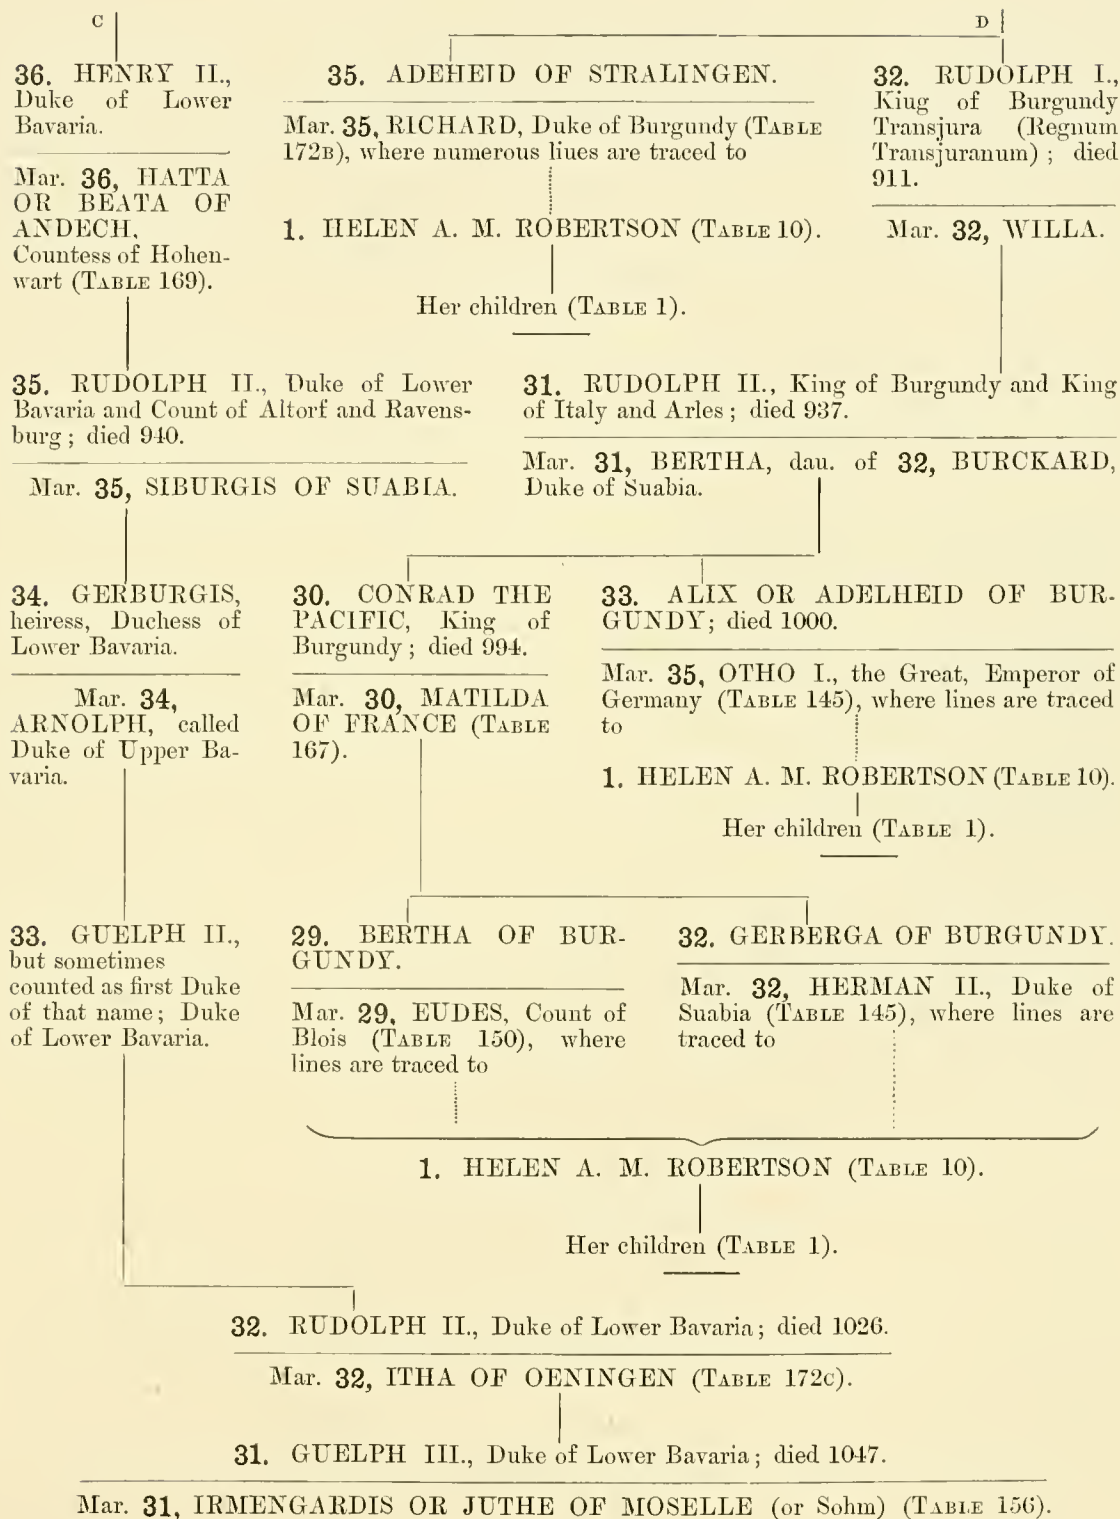 C
D
36. HENRY II.,
Duke of Lower
Bavaria.
Mar. 36, HATTA
OR BEATA OF
ANDECH,
Countess of Hohen-
wart (TABLE 169).
35. ADEHEID OF STRALINGEN.
Mar. 35, RICHARD, Duke of Burgundy (TABLE
172B), where numerous lines are traced to
1. HELEN A. M. ROBERTSON (TABLE 10).
Her children (TABLE 1).
32. RUDOLPH I.,
King of Burgundy
Transjura (Regnum
Transjuranum) ; died
911.
Mar. 32, WILLA.
35. RUDOLPH II., Duke of Lower
Bavaria and Count of Altorf and Ravens-
burg ; died 940.
Mar. 35, SIBURGIS OF SUABIA.
31. RUDOLPH II., King of Burgundy and King
of Italy and Arles ; died 937.
Mar. 31, BERTHA, dau. of 32, BURCKARD,
Duke of Suabia.
34. GERBURGIS,
heiress, Duchess of
Lower Bavaria.
Mar. 34,
ARNOLPH, called
Duke of Upper Ba-
varia.
30. CONRAD THE
PACIFIC, King of
Burgundy ; died 994.
Mar. 30, MATILDA
OF FRANCE (TABLE
167).
33. ALIX OR ADELHEID OF BUR-
GUNDY; died 1000.
Mar. 35, OTHO I., the Great, Emperor of
Germany (TABLE 145), where lines are traced
to
1. HELEN A. M. ROBERTSON (TABLE 10).
Her children (TABLE 1).
33. GUELPH II.,
but sometimes
counted as first Duke
of that name; Duke
of Lower Bavaria.
29. BERTHA OF BUR-
GUNDY.
Mar. 29, EUDES, Count of
Blois (TABLE 150), where
lines are traced to
32. GERBERGA OF BURGUNDY.
Mar. 32, HERMAN II., Duke of
Suabia (TABLE 145), where lines are
traced to
1. HELEN A. M. ROBERTSON (TABLE 10).
Her children (TABLE 1).
32. RUDOLPH II., Duke of Lower Bavaria; died 1026.
Mar. 32, ITHA OF OENINGEN (TABLE 172C).
31. GUELPH III., Duke of Lower Bavaria; died 1047.
Mar. 31, IRMENGARDIS OR JUTHE OF MOSELLE (or Sohm) (TABLE 156).